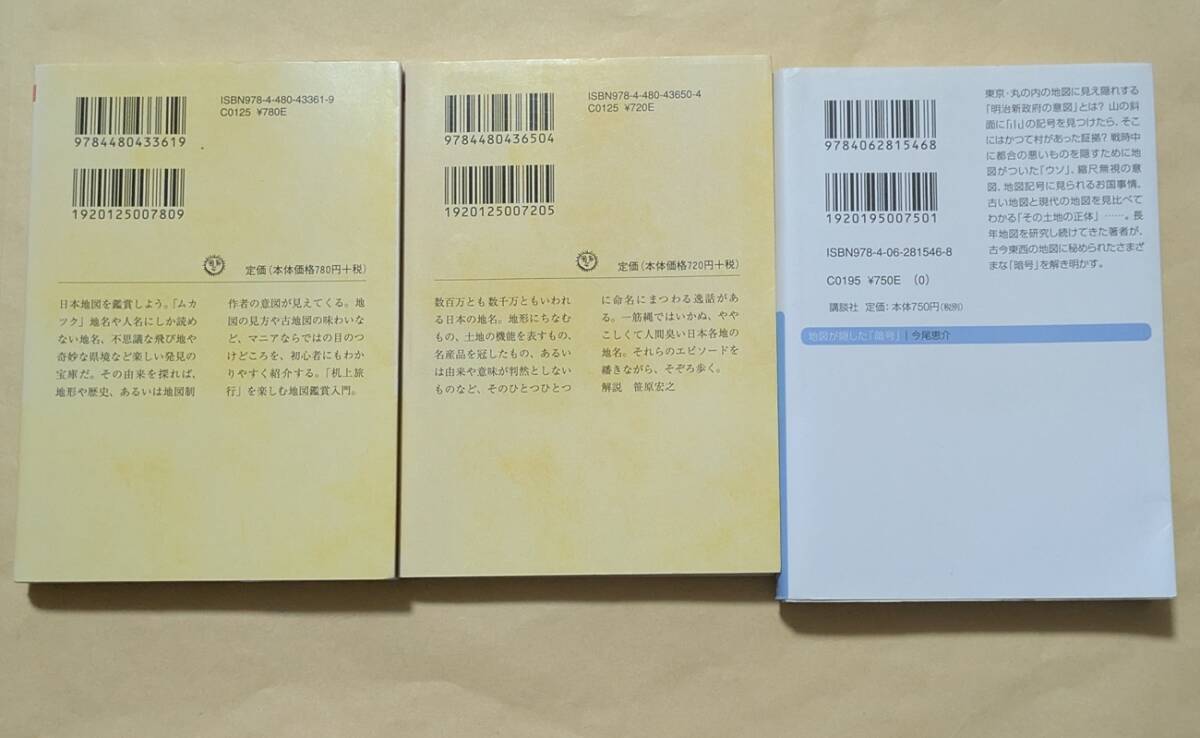 ISBN978-4-480-43361-9
C0125 ¥780E
9784480433619
1920125007809
定価(本体価格780円+税)
日本地図を鑑賞しよう。「ムカ
ツク」地名や人名にしか読め
ない地名、不思議な飛び地や
奇妙な県境など楽しい発見の
宝庫だ。その由来を探れば、
地形や歴史、あるいは地図制
作者の意図が見えてくる。地
図の見方や古地図の味わいな
ど、マニアならではの目のつ
けどころを、初心者にもわか
りやすく紹介する。「机上旅
行」を楽しむ地図鑑賞入門。
ISBN978-4-480-43650-4
C0125 ¥720E
9784480436504
1920125007205
定価(本体価格720円+税)
数百万とも数千万ともいわれ
る日本の地名。地形にちなむ
もの、土地の機能を表すもの、
名産品を冠したもの、あるい
は由来や意味が判然としない
ものなど、そのひとつひとつ
に命名にまつわる逸話があ
る。一筋縄ではいかぬ、やや
こしくて人間臭い日本各地の
地名。それらのエピソードを
繙きながら、そぞろ歩く。
解説 笹原宏之
9784062815468
1920195007501
ISBN978-4-06-281546-8
C0195 ¥750E (0)
講談社 定価:本体750円(税別)
東京・丸の内の地図に見え隠れする
「明治新政府の意図」とは? 山の斜
面に「」の記号を見つけたら、そこ
にはかつて村があった証拠? 戦時中
に都合の悪いものを隠すために地
図がついた「ウソ」、縮尺無視の意
図、地図記号に見られるお国事情、
古い地図と現代の地図を見比べて
わかる「その土地の正体」……。長
年地図を研究し続けてきた著者が、
古今東西の地図に秘められたさまざ
まな「暗号」を解き明かす。
地図が隠した「暗号」 | 今尾恵介